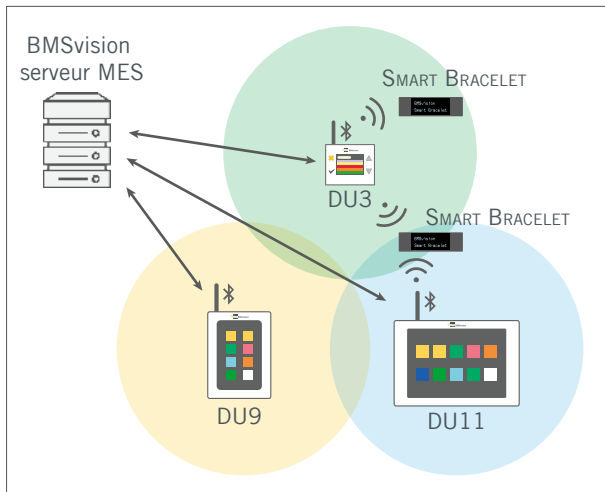 BMSvision
serveur MES
SMART BRACELET
BMSvision
Smart Bracelet
DU3
SMART BRACELET
BMSvision
Smart Bracelet
DU9
DU11